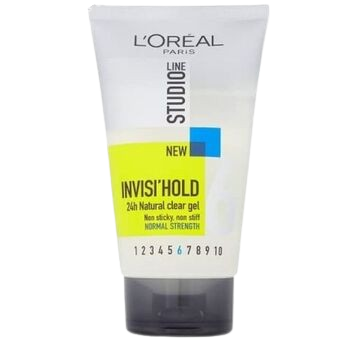 L'ORÉAL
PARIS
STUDIO LINE
NEW
6
INVISI'HOLD
24h Natural clear gel
Non sticky, non stiff
NORMAL STRENGTH
1 2 3 4 5 6 7 8 9 10